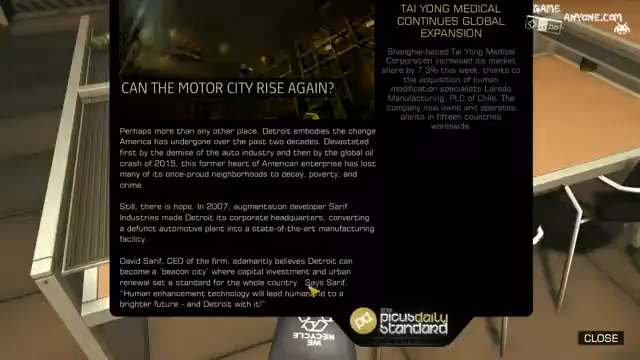 CAN THE MOTOR CITY RISE AGAIN?
Perhaps more than any other place, Detroit embodies the change
America has undergone over the past two decades. Devastated
first by the demise of the auto industry and then by the global oil
crash of 2015, this former heart of American enterprise has lost
many of its once-proud neighborhoods to decay, poverty, and
crime.
Still, there is hope. In 2007, augmentation developer Sarif
Industries made Detroit its corporate headquarters, converting
a defunct automotive plant into a state-of-the-art manufacturing
facility.
David Sarif, CEO of the firm, adamantly believes Detroit can
become a 'beacon city' where capital investment and urban
renewal set a standard for the whole country. Says Sarif,
"Human enhancement technology will lead humankind to a
brighter future - and Detroit with it!"
TAI YONG MEDICAL
CONTINUES GLOBAL
EXPANSION
Shanghai-based Tai Yong Medical
Corporation increased its market
share by 7.3% this week, thanks to
the acquisition of human
modification specialists Laredo
Manufacturing, PLC of Chile. The
company now owns and operates
plants in fifteen countries
worldwide.
GAME
ANYONE.COM
WE
RECYCLE
pd
the
picusdaily
standard
CLOSE